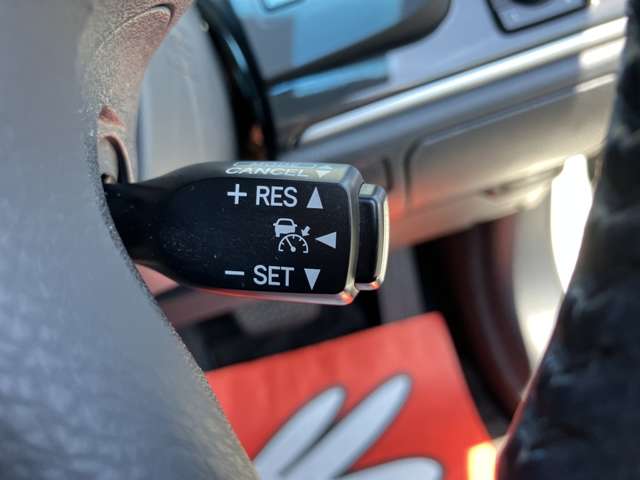 CANCEL ▼
+ RES ▲
◀
− SET ▼